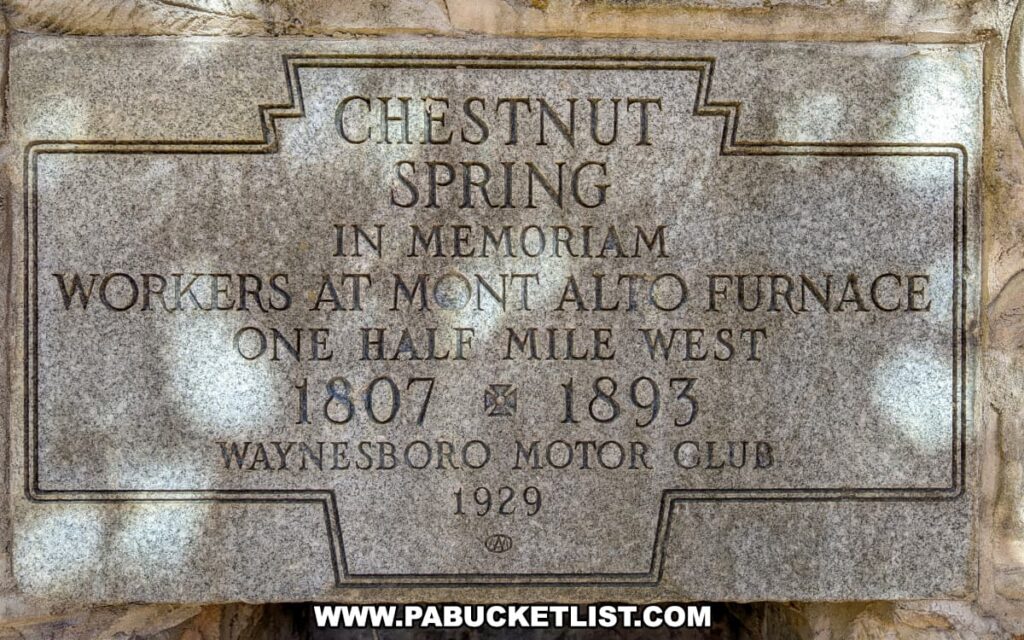 CHESTNUT
SPRING
IN MEMORIAM
WORKERS AT MONT ALTO FURNACE
ONE HALF MILE WEST
1807 1893
WAYNESBORO MOTOR CLUB
1929
WWW.PABUCKETLIST.COM